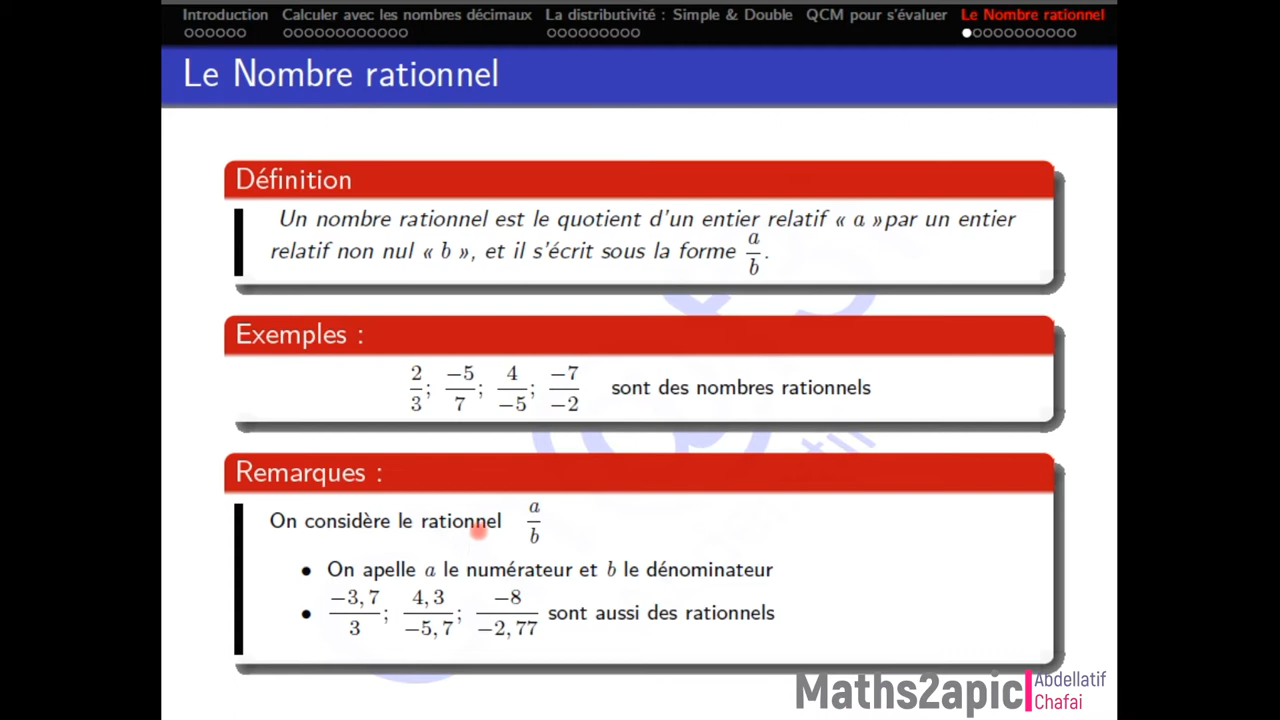 Introduction Calculer avec les nombres décimaux La distributivité : Simple & Double QCM pour s'évaluer Le Nombre rationnel
Le Nombre rationnel
Définition
Un nombre rationnel est le quotient d'un entier relatif « a »par un entier
relatif non nul « b », et il s'écrit sous la forme a/b.
Exemples :
2/3; −5/7; 4/−5; −7/−2 sont des nombres rationnels
Remarques :
On considère le rationnel a/b
• On apelle a le numérateur et b le dénominateur
• −3,7/3; 4,3/−5,7; −8/−2,77 sont aussi des rationnels
Maths2apic Abdellatif
Chafai